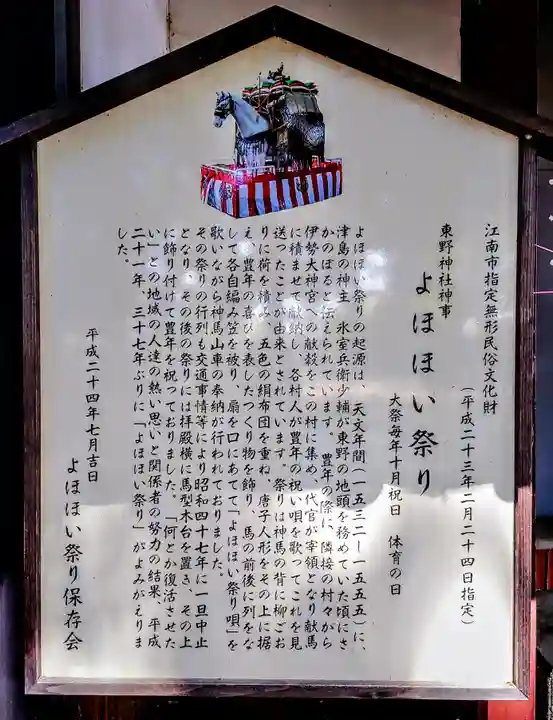 江南市指定無形民俗文化財
(平成二十三年二月二十四日指定)
東野神社神事
よほほい祭り
大祭毎年十月祝日 体育の日
よほほい祭りの起源は、天文年間(一五三二ー一五五五)に、
津島の神主、氷室兵衛少輔が東野の地頭を務めていた頃にさ
かのぼると伝えられています。豊年の際に、隣接の村々から
伊勢大神宮への献穀をこの村に集め、代官が宰領となり献馬
に積ませて献納し、各村人が豊年の祝い唄を歌ってこれを見
送ったことが由来とされています。祭りは神馬の背に柳ごお
りに荷を積み、五色の絹布団を重ね、唐子人形をその上に据
え、豊年の喜びを表したつくり物を飾り、馬の前後に列をな
して各自編み笠を被り、扇を口にあてて「よほほい祭り唄」を
歌いながら神馬山車の奉納が行われておりました。
その祭りの行列も交通事情等により昭和四十七年に一旦中止
となり、その後の祭りには拝殿横に馬型木台を置き、その上
に飾り付けて豊年を祝っておりました。「何とか復活させた
い」との地域の人達の熱い思いと関係者の努力の結果、平成
二十一年、三十七年ぶりに「よほほい祭り」がよみがえりま
した。
平成二十四年七月吉日
よほほい祭り保存会